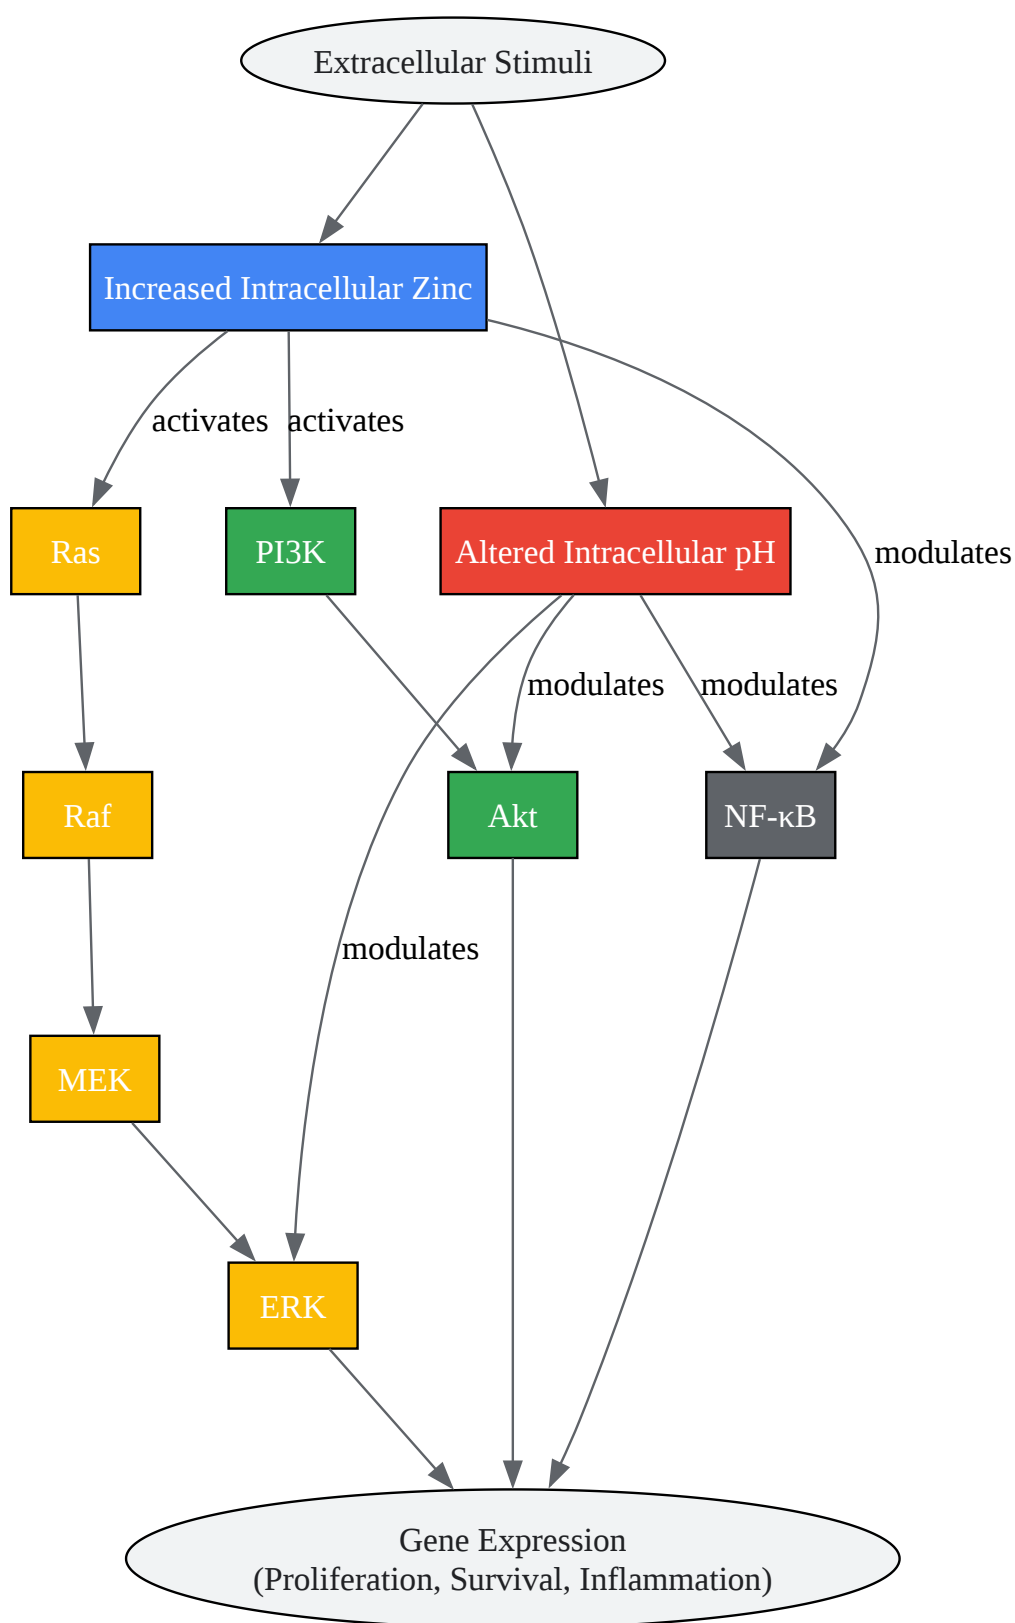 Extracellular Stimuli
Increased Intracellular Zinc
activates
activates
Ras
PI3K
Altered Intracellular pH
modulates
modulates
modulates
Raf
Akt
NF-κB
modulates
MEK
ERK
Gene Expression
(Proliferation, Survival, Inflammation)